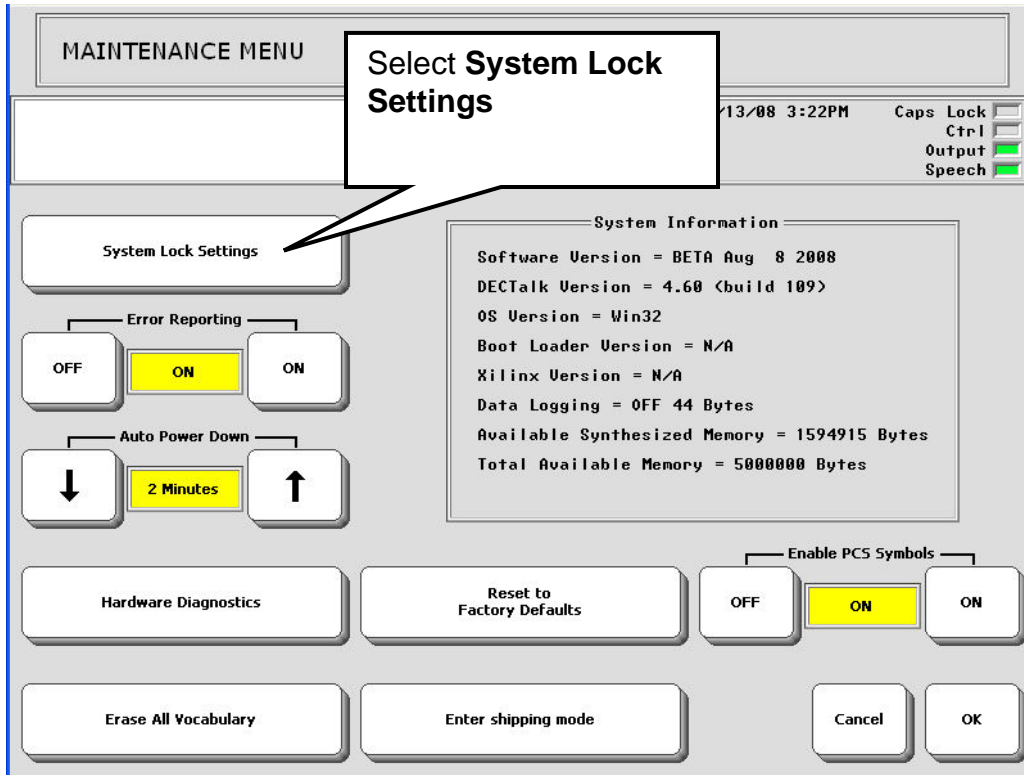 MAINTENANCE MENU
Select System Lock
Settings
/13/08 3:22PM
Caps Lock
Ctrl
Output
Speech
System Lock Settings
System Information
Software Version = BETA Aug 8 2008
DECTalk Version = 4.60 (build 109)
OS Version = Win32
Boot Loader Version = N/A
Xilinx Version = N/A
Data Logging = OFF 44 Bytes
Available Synthesized Memory = 1594915 Bytes
Total Available Memory = 5000000 Bytes
Error Reporting
OFF
ON
ON
Auto Power Down
2 Minutes
Enable PCS Symbols
Hardware Diagnostics
Reset to
Factory Defaults
OFF
ON
ON
Erase All Vocabulary
Enter shipping mode
Cancel
OK